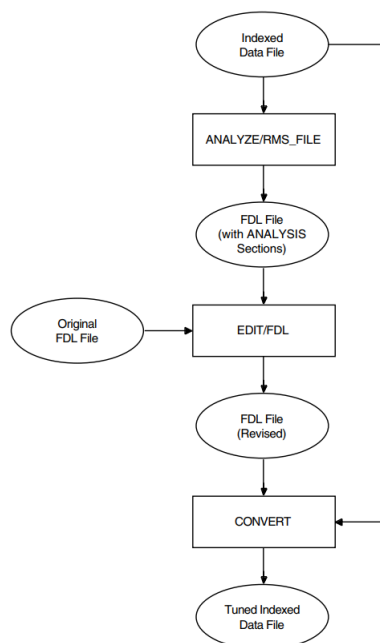 Indexed
Data File
ANALYZE/RMS_FILE
FDL File
(with ANALYSIS
Sections)
Original
FDL File
EDIT/FDL
FDL File
(Revised)
CONVERT
Tuned Indexed
Data File